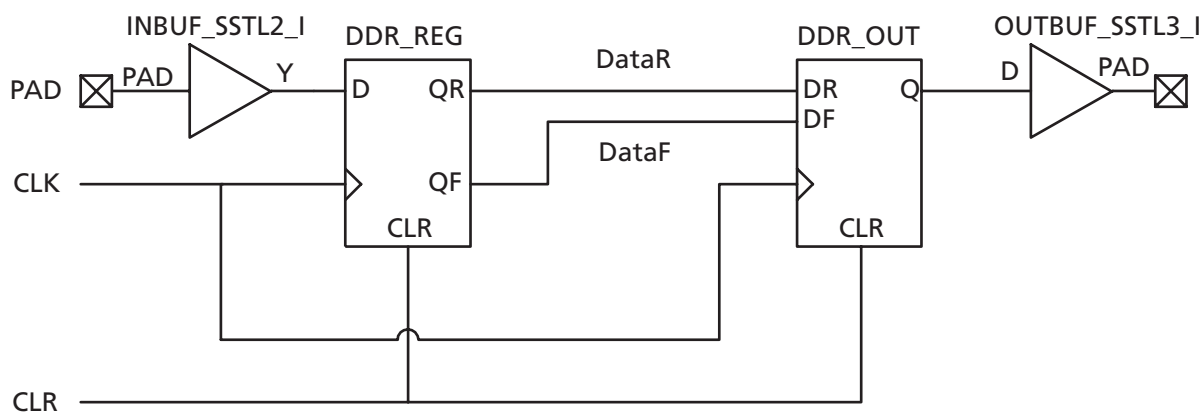 INBUF_SSTL2_I
DDR_REG
DDR_OUT
OUTBUF_SSTL3_I
PAD
PAD
Y
D
QR
DataR
DR
Q
D
PAD
DF
DataF
CLK
QF
CLR
CLR
CLR